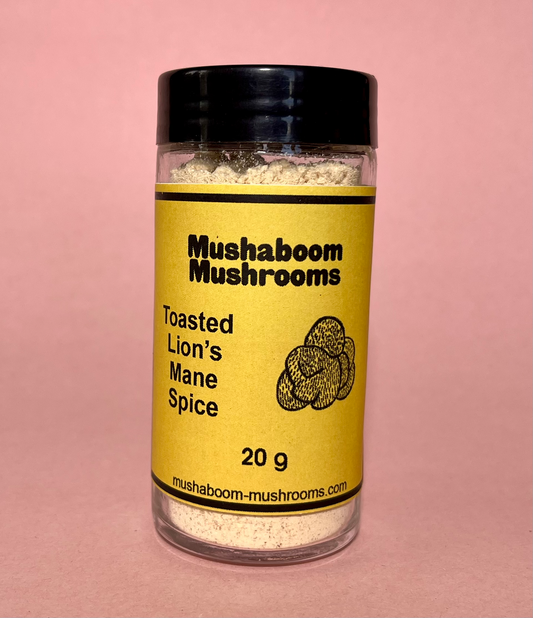 Mushaboom
Mushrooms
Toasted
Lion's
Mane
Spice
20 g
mushaboom-mushrooms.com